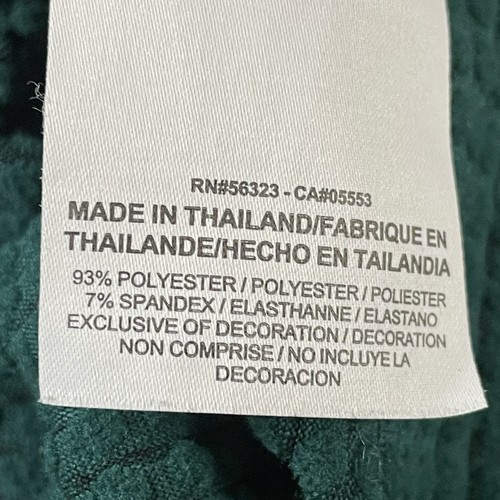 RN#56323 - CA#05553
MADE IN THAILAND/FABRIQUE EN
THAILANDE/HECHO EN TAILANDIA
93% POLYESTER / POLYESTER / POLIESTER
7% SPANDEX / ELASTHANNE / ELASTANO
EXCLUSIVE OF DECORATION / DECORATION
NON COMPRISE / NO INCLUYE LA
DECORACION